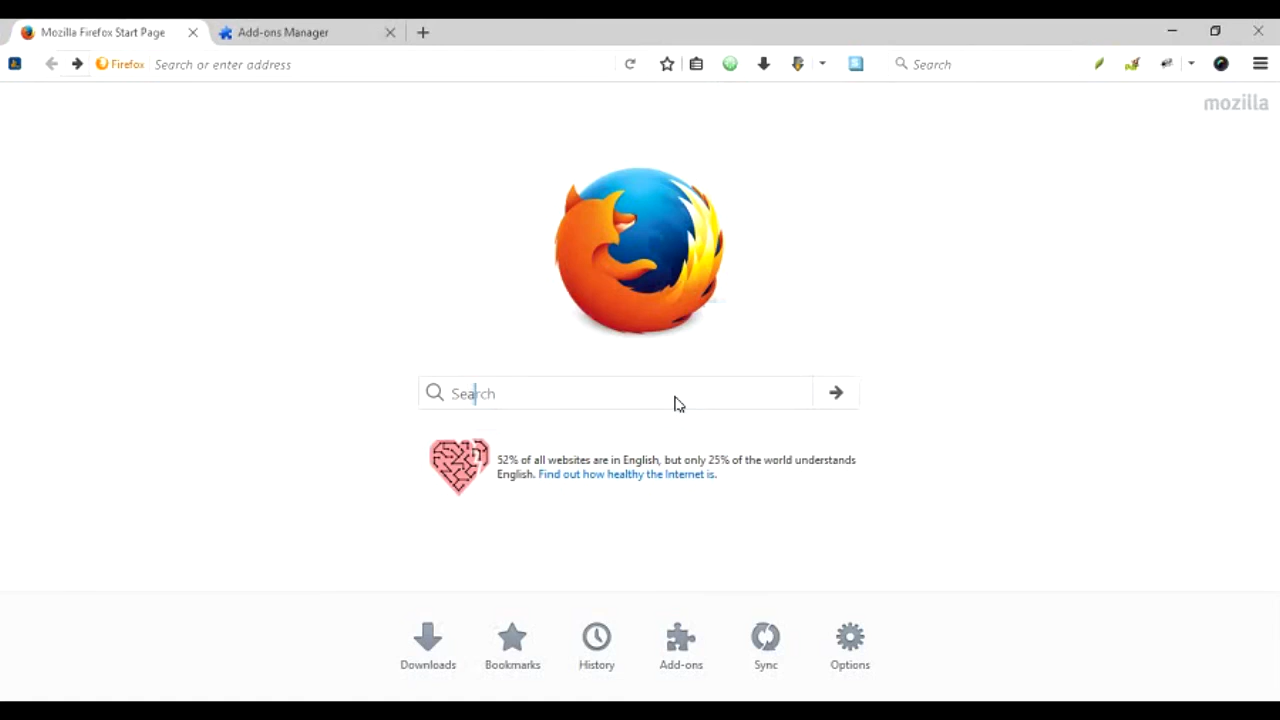 Mozilla Firefox Start Page
Add-ons Manager
Firefox Search or enter address
Search
mozilla
Search
52% of all websites are in English, but only 25% of the world understands
English. Find out how healthy the Internet is.
Downloads Bookmarks History Add-ons Sync Options